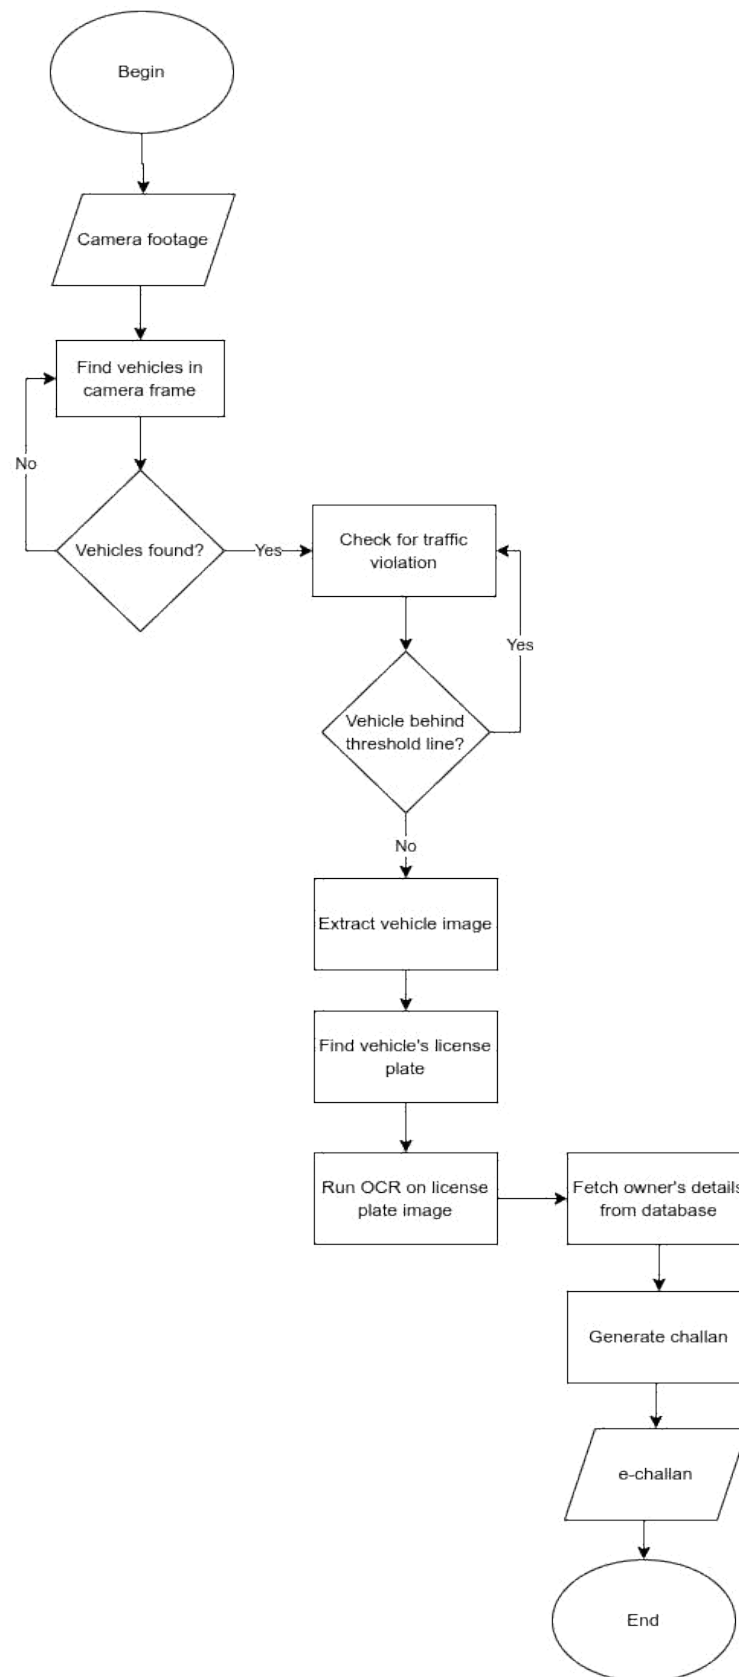 Begin
Camera footage
Find vehicles in
camera frame
No
Vehicles found?
Yes
Check for traffic
violation
Yes
Vehicle behind
threshold line?
No
Extract vehicle image
Find vehicle's license
plate
Run OCR on license
plate image
Fetch owner's details
from database
Generate challan
e-challan
End